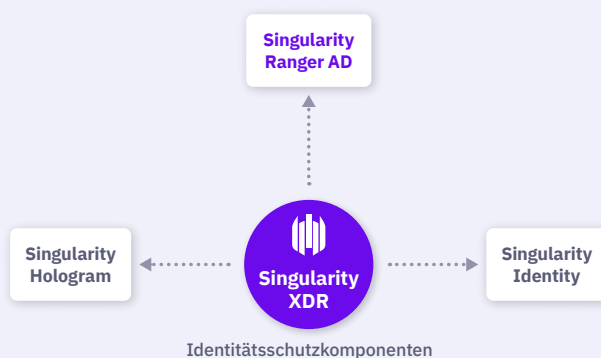 Singularity
Ranger AD
Singularity
Hologram
Singularity
XDR
Singularity
Identity
Identitätsschutzkomponenten